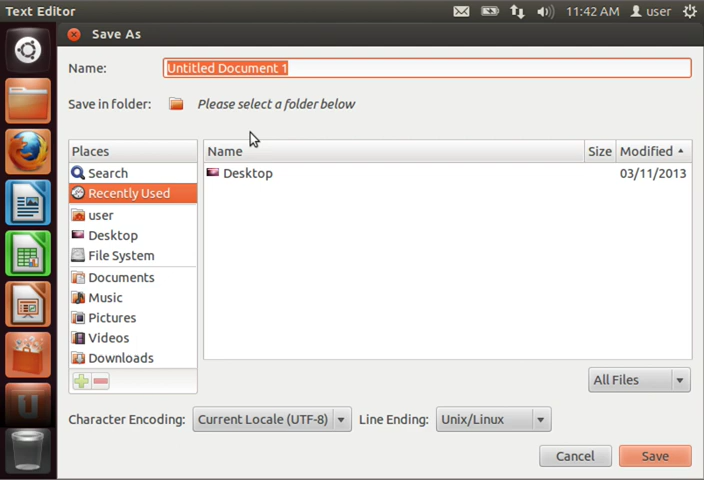 Text Editor 11:42 AM user
Save As
Name: Untitled Document 1
Save in folder: Please select a folder below
Places Name Size Modified
Search Desktop 03/11/2013
Recently Used
user
Desktop
File System
Documents
Music
Pictures
Videos
Downloads
All Files
Character Encoding: Current Locale (UTF-8) Line Ending: Unix/Linux
Cancel Save